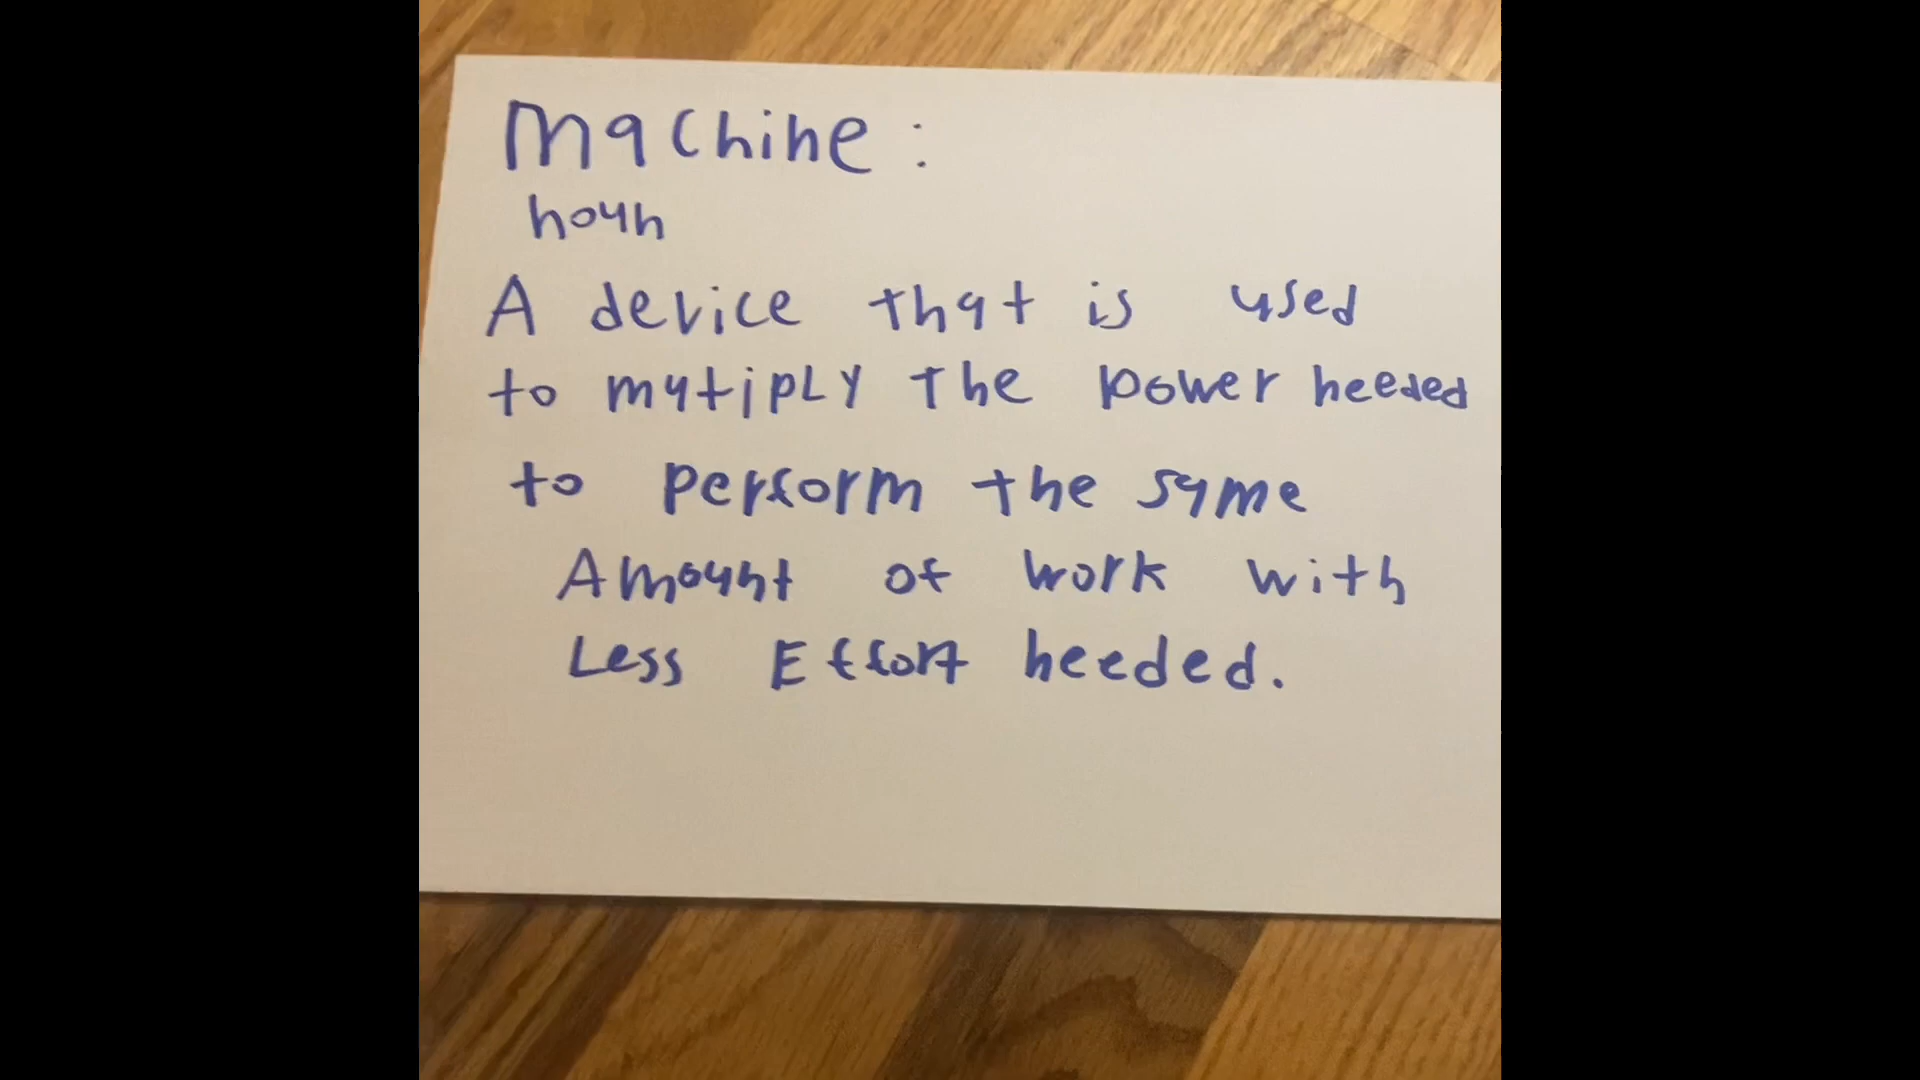 Machine:
noun
A device that is used
to mutiply the power needed
to perform the same
Amount of work with
Less Effort needed.